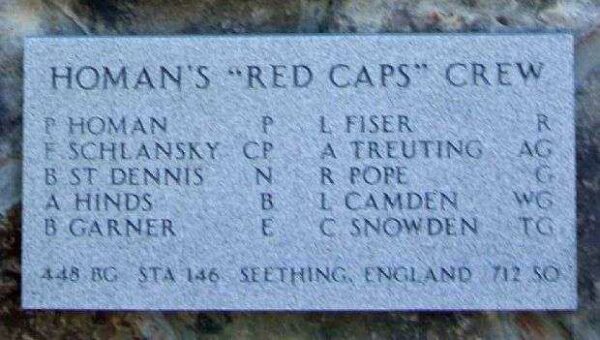 HOMAN'S "RED CAPS" CREW
P HOMAN P L FISER R
F SCHLANSKY CP A TREUTING AG
B ST DENNIS N R POPE G
A HINDS B L CAMDEN WG
B GARNER E C SNOWDEN TG
448 BG STA 146 SEETHING, ENGLAND 712 SQ